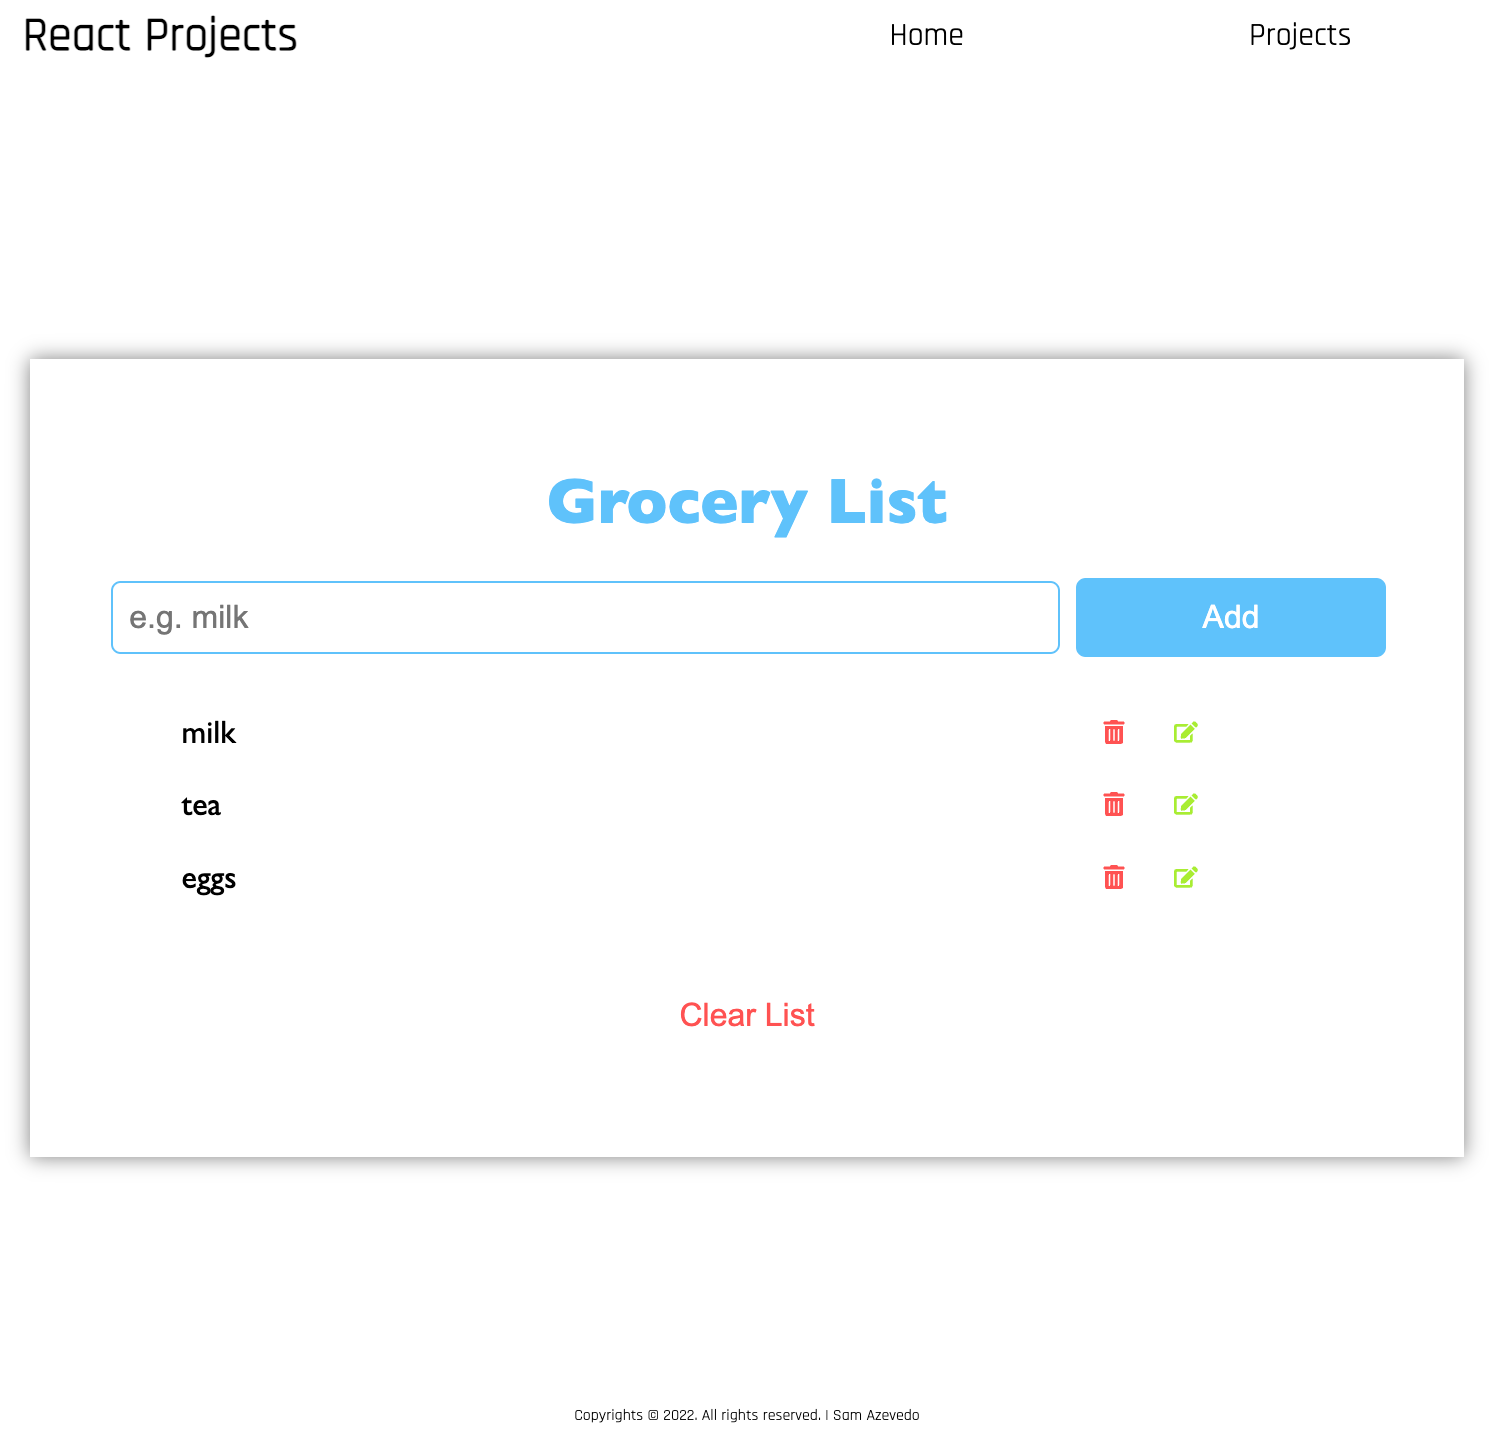 React Projects Home Projects
Grocery List
e.g. milk Add
milk
tea
eggs
Clear List
Copyrights © 2022. All rights reserved. | Sam Azevedo